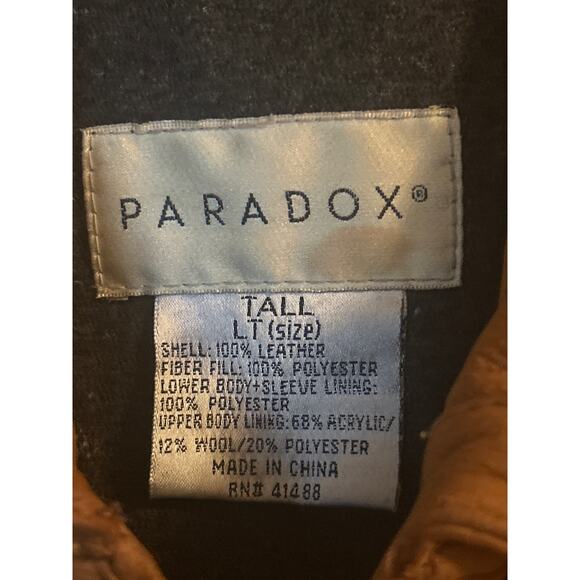 PARADOX®
TALL
LT (size)
SHELL: 100% LEATHER
FIBER FILL: 100% POLYESTER
LOWER BODY+SLEEVE LINING:
100% POLYESTER
UPPER BODY LINING: 68% ACRYLIC/
12% WOOL/20% POLYESTER
MADE IN CHINA
RN# 41488